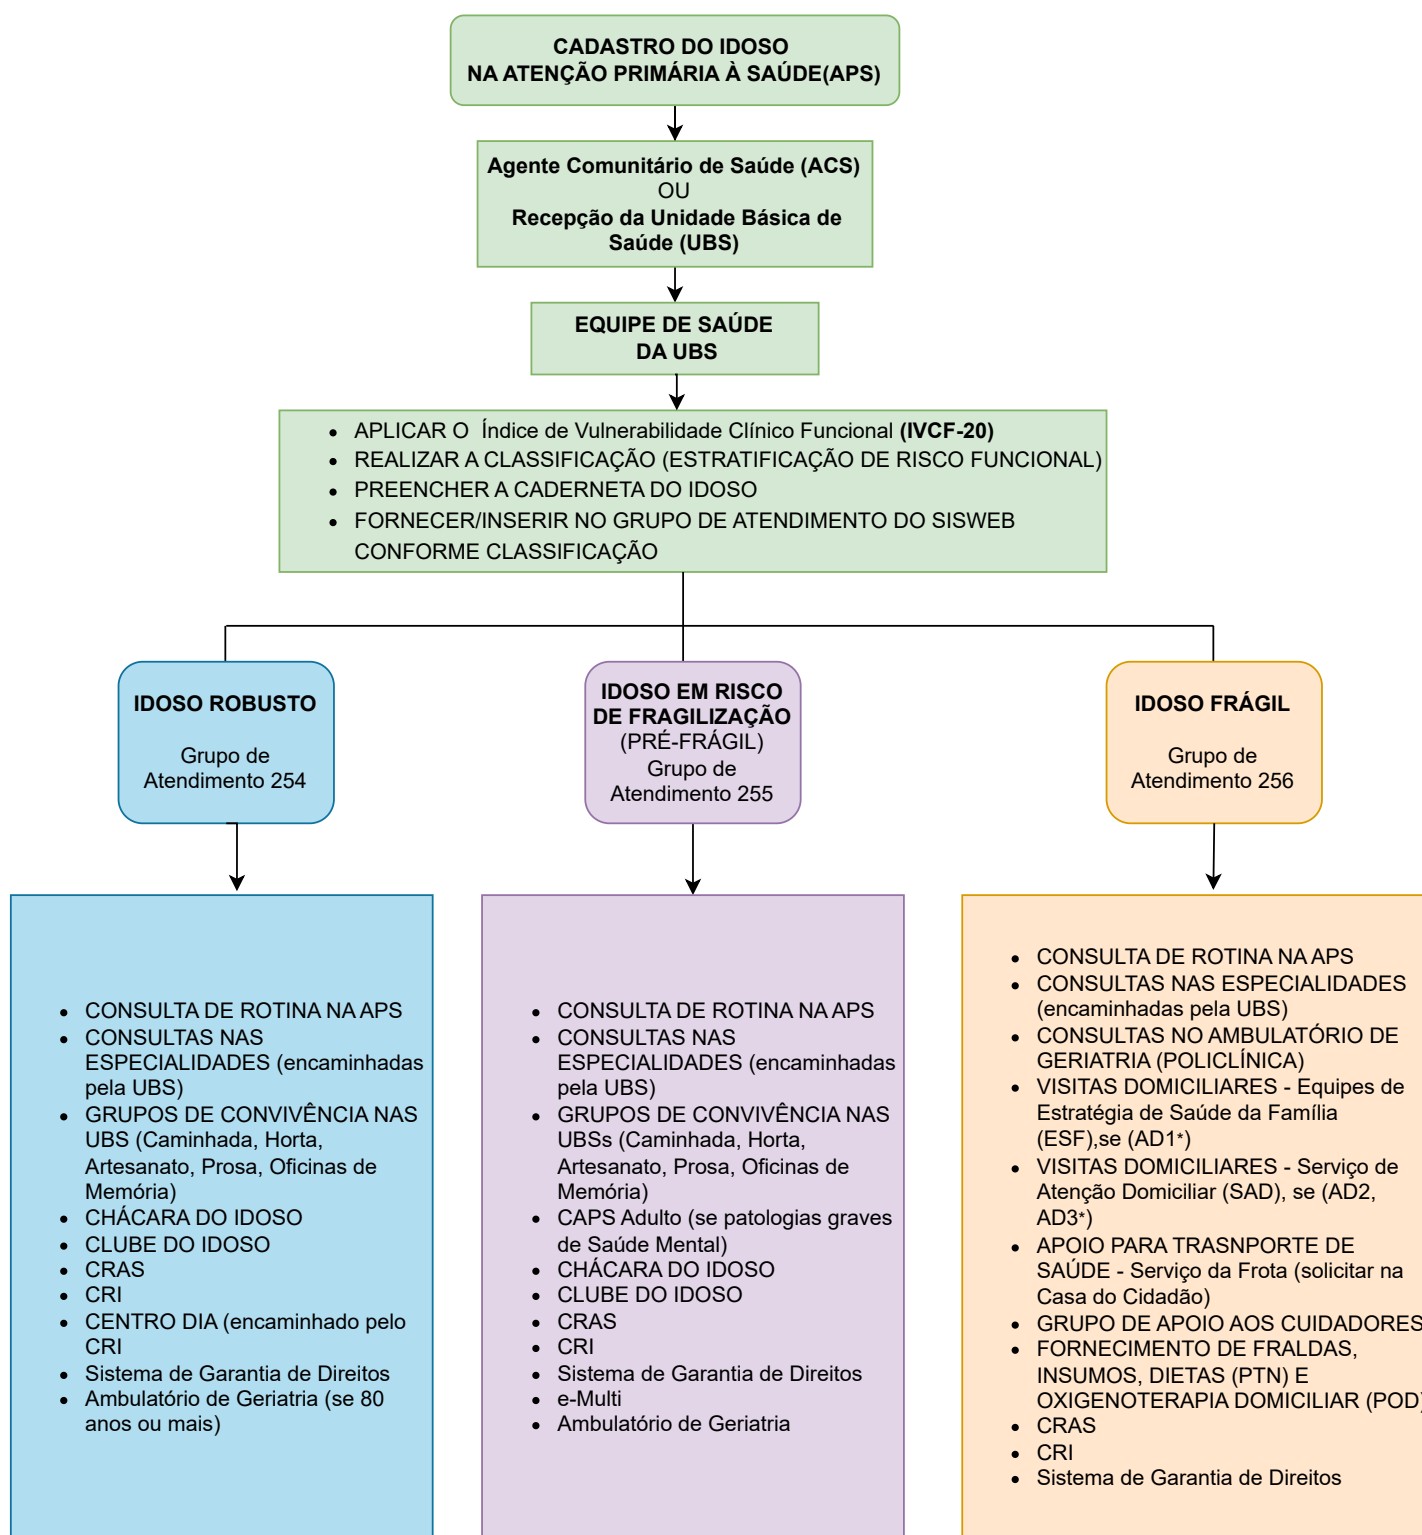 CADASTRO DO IDOSO
NA ATENÇÃO PRIMÁRIA À SAÚDE(APS)
Agente Comunitário de Saúde (ACS)
OU
Recepção da Unidade Básica de
Saúde (UBS)
EQUIPE DE SAÚDE
DA UBS
• APLICAR O  Índice de Vulnerabilidade Clínico Funcional (IVCF-20)
• REALIZAR A CLASSIFICAÇÃO (ESTRATIFICAÇÃO DE RISCO FUNCIONAL)
• PREENCHER A CADERNETA DO IDOSO
• FORNECER/INSERIR NO GRUPO DE ATENDIMENTO DO SISWEB
CONFORME CLASSIFICAÇÃO
IDOSO ROBUSTO
Grupo de
Atendimento 254
IDOSO EM RISCO
DE FRAGILIZAÇÃO
(PRÉ-FRÁGIL)
Grupo de
Atendimento 255
IDOSO FRÁGIL
Grupo de
Atendimento 256
• CONSULTA DE ROTINA NA APS
• CONSULTAS NAS
ESPECIALIDADES (encaminhadas
pela UBS)
• GRUPOS DE CONVIVÊNCIA NAS
UBS (Caminhada, Horta,
Artesanato, Prosa, Oficinas de
Memória)
• CHÁCARA DO IDOSO
• CLUBE DO IDOSO
• CRAS
• CRI
• CENTRO DIA (encaminhado pelo
CRI
• Sistema de Garantia de Direitos
• Ambulatório de Geriatria (se 80
anos ou mais)
• CONSULTA DE ROTINA NA APS
• CONSULTAS NAS
ESPECIALIDADES (encaminhadas
pela UBS)
• GRUPOS DE CONVIVÊNCIA NAS
UBSs (Caminhada, Horta,
Artesanato, Prosa, Oficinas de
Memória)
• CAPS Adulto (se patologias graves
de Saúde Mental)
• CHÁCARA DO IDOSO
• CLUBE DO IDOSO
• CRAS
• CRI
• Sistema de Garantia de Direitos
• e-Multi
• Ambulatório de Geriatria
• CONSULTA DE ROTINA NA APS
• CONSULTAS NAS ESPECIALIDADES
(encaminhadas pela UBS)
• CONSULTAS NO AMBULATÓRIO DE
GERIATRIA (POLICLÍNICA)
• VISITAS DOMICILIARES - Equipes de
Estratégia de Saúde da Família
(ESF),se (AD1*)
• VISITAS DOMICILIARES - Serviço de
Atenção Domiciliar (SAD), se (AD2,
AD3*)
• APOIO PARA TRASNPORTE DE
SAÚDE - Serviço da Frota (solicitar na
Casa do Cidadão)
• GRUPO DE APOIO AOS CUIDADORES
• FORNECIMENTO DE FRALDAS,
INSUMOS, DIETAS (PTN) E
OXIGENOTERAPIA DOMICILIAR (POD)
• CRAS
• CRI
• Sistema de Garantia de Direitos